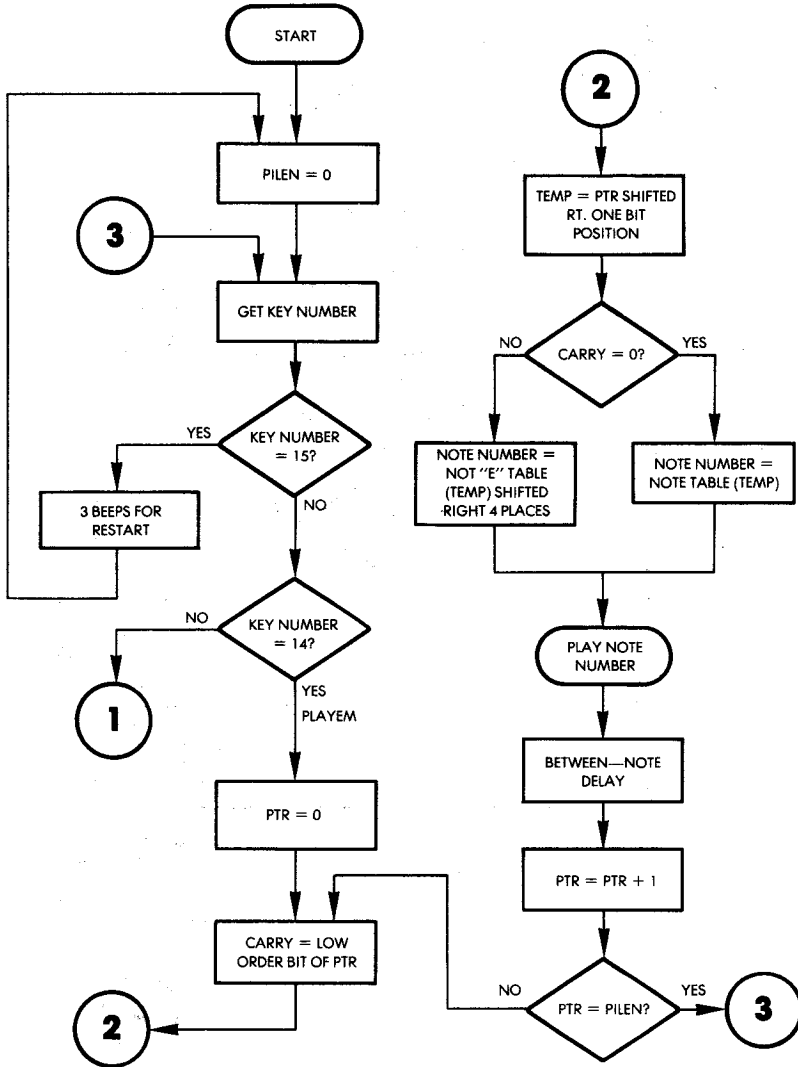 START
PILEN = 0
3
GET KEY NUMBER
YES
KEY NUMBER
= 15?
NO
3 BEEPS FOR
RESTART
NO
KEY NUMBER
= 14?
YES
PLAYEM
1
PTR = 0
CARRY = LOW
ORDER BIT OF PTR
2
2
TEMP = PTR SHIFTED
RT. ONE BIT
POSITION
NO
CARRY = 0?
YES
NOTE NUMBER =
NOT "E" TABLE
(TEMP) SHIFTED
RIGHT 4 PLACES
NOTE NUMBER =
NOTE TABLE (TEMP)
PLAY NOTE
NUMBER
BETWEEN—NOTE
DELAY
PTR = PTR + 1
NO
PTR = PILEN?
YES
3